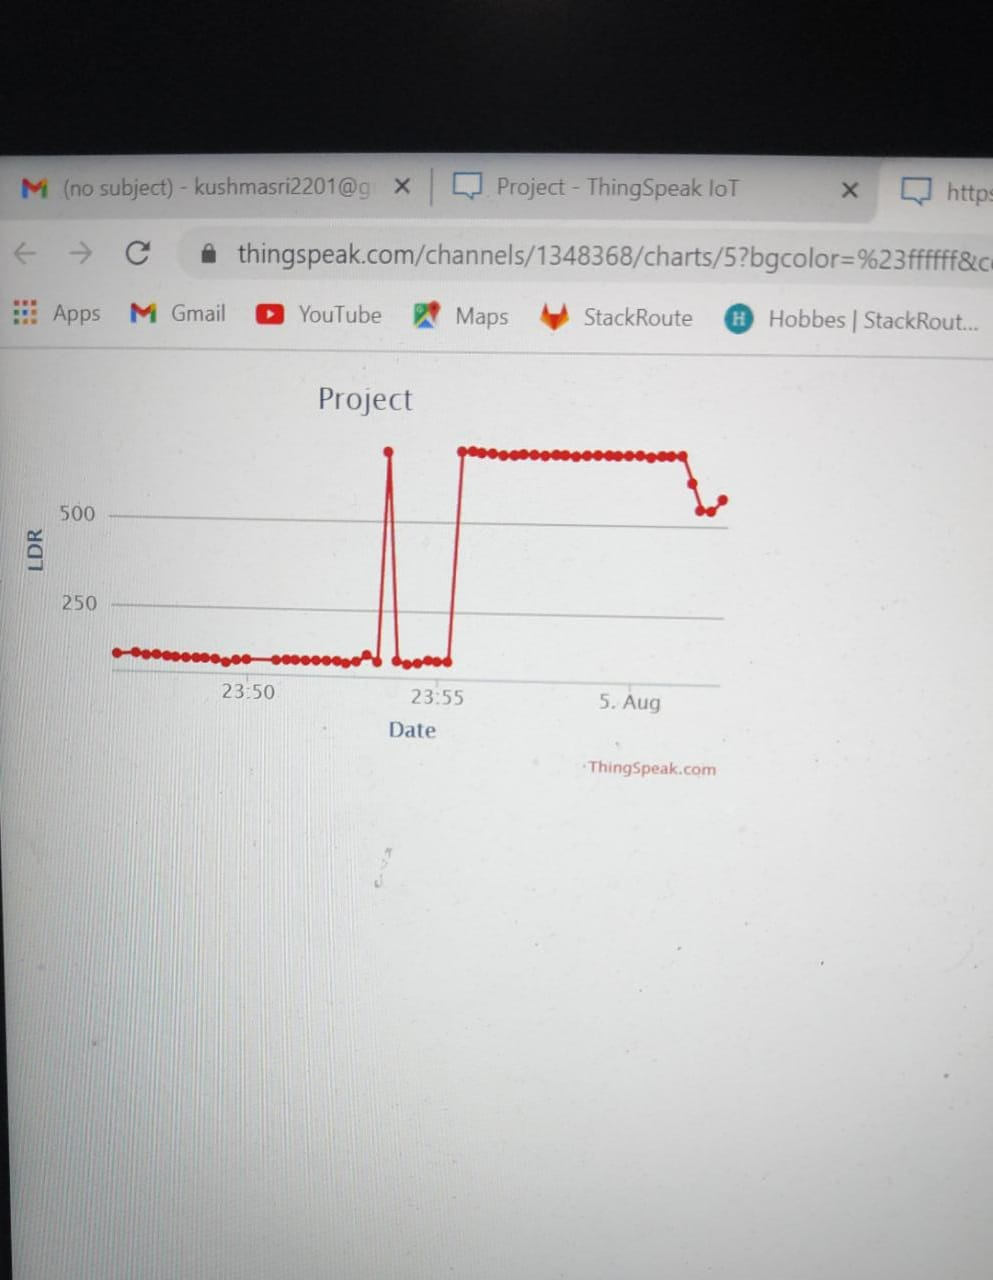 (no subject) - kushmasri2201@g
Project - ThingSpeak IoT
https
thingspeak.com/channels/1348368/charts/5?bgcolor=%23ffffff&c
Apps
Gmail
YouTube
Maps
StackRoute
H
Hobbes | StackRout...
Project
500
250
LDR
23:50
23:55
5. Aug
Date
ThingSpeak.com